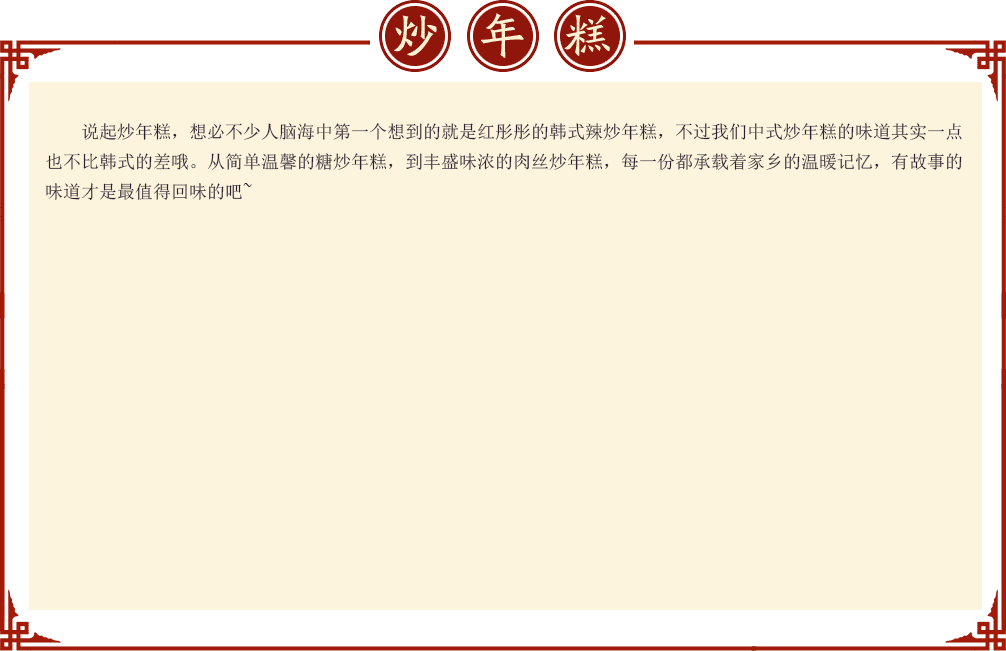 炒年糕
说起炒年糕，想必不少人脑海中第一个想到的就是红彤彤的韩式辣炒年糕，不过我们中式炒年糕的味道其实一点
也不比韩式的差哦。从简单温馨的糖炒年糕，到丰盛味浓的肉丝炒年糕，每一份都承载着家乡的温暖记忆，有故事的
味道才是最值得回味的吧~